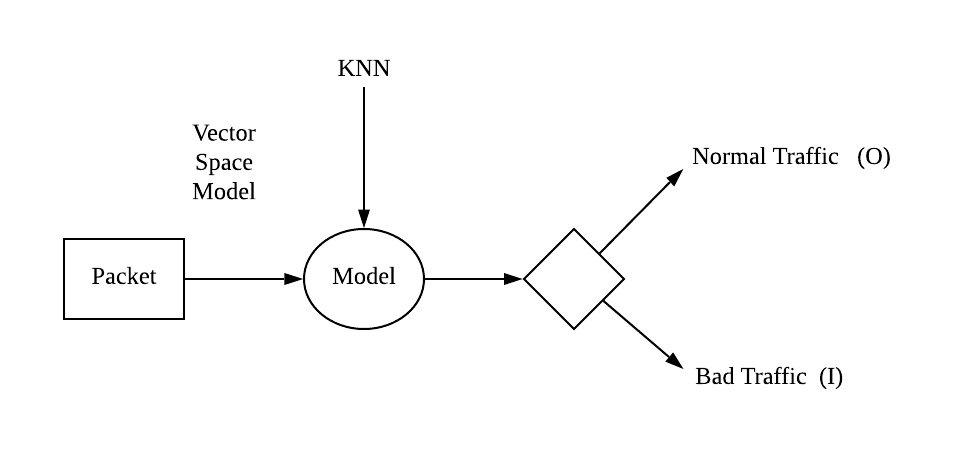 KNN
Vector
Space
Model
Normal Traffic (O)
Packet
Model
Bad Traffic (I)